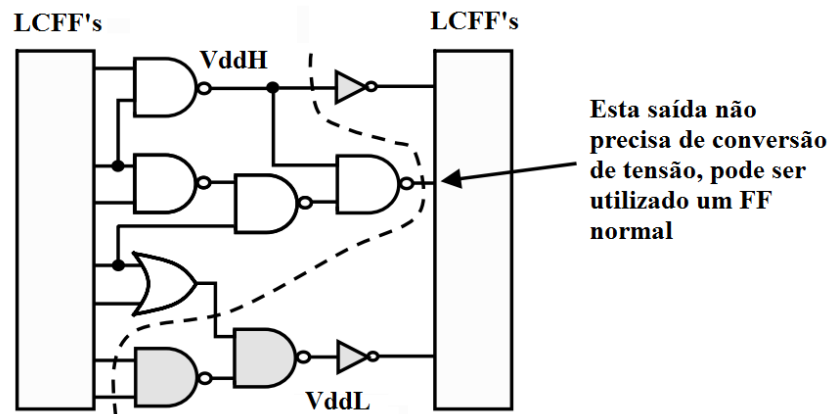 LCFF's
LCFF's
VddH
Esta saída não
precisa de conversão
de tensão, pode ser
utilizado um FF
normal
VddL